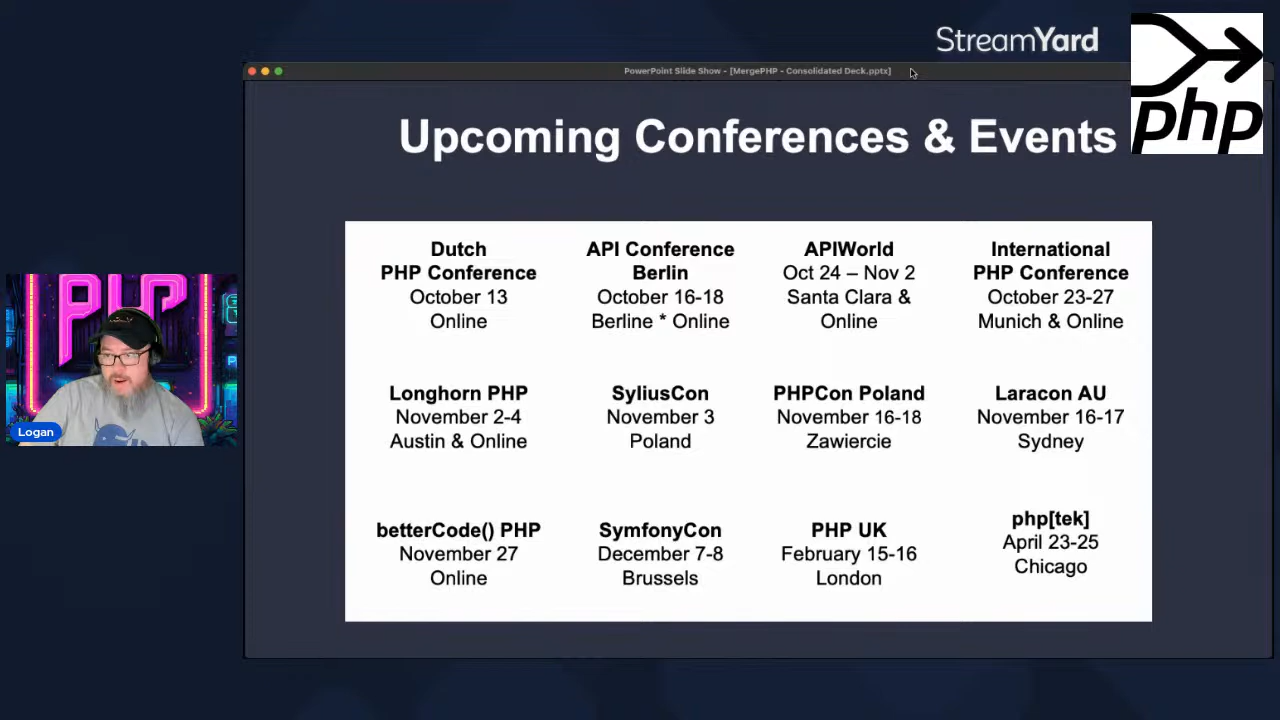 StreamYard
php
PowerPoint Slide Show - [MergePHP - Consolidated Deck.pptx]
Upcoming Conferences & Events
Dutch
PHP Conference
October 13
Online
API Conference
Berlin
October 16-18
Berline * Online
APIWorld
Oct 24 – Nov 2
Santa Clara &
Online
International
PHP Conference
October 23-27
Munich & Online
Longhorn PHP
November 2-4
Austin & Online
SyliusCon
November 3
Poland
PHPCon Poland
November 16-18
Zawiercie
Laracon AU
November 16-17
Sydney
betterCode() PHP
November 27
Online
SymfonyCon
December 7-8
Brussels
PHP UK
February 15-16
London
php[tek]
April 23-25
Chicago
PHP
Logan